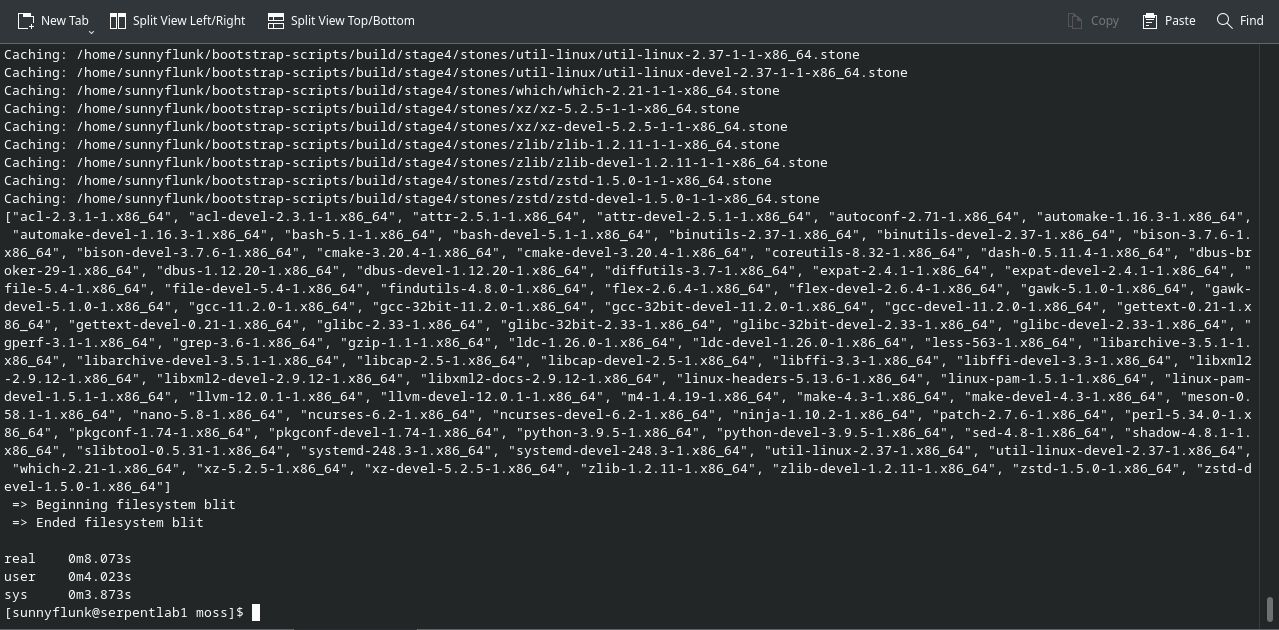 New Tab Split View Left/Right Split View Top/Bottom Copy Paste Find
Caching: /home/sunnyflunk/bootstrap-scripts/build/stage4/stones/util-linux/util-linux-2.37-1-1-x86_64.stone
Caching: /home/sunnyflunk/bootstrap-scripts/build/stage4/stones/util-linux/util-linux-devel-2.37-1-1-x86_64.stone
Caching: /home/sunnyflunk/bootstrap-scripts/build/stage4/stones/which/which-2.21-1-1-x86_64.stone
Caching: /home/sunnyflunk/bootstrap-scripts/build/stage4/stones/xz/xz-5.2.5-1-1-x86_64.stone
Caching: /home/sunnyflunk/bootstrap-scripts/build/stage4/stones/xz/xz-devel-5.2.5-1-1-x86_64.stone
Caching: /home/sunnyflunk/bootstrap-scripts/build/stage4/stones/zlib/zlib-1.2.11-1-1-x86_64.stone
Caching: /home/sunnyflunk/bootstrap-scripts/build/stage4/stones/zlib/zlib-devel-1.2.11-1-1-x86_64.stone
Caching: /home/sunnyflunk/bootstrap-scripts/build/stage4/stones/zstd/zstd-1.5.0-1-1-x86_64.stone
Caching: /home/sunnyflunk/bootstrap-scripts/build/stage4/stones/zstd/zstd-devel-1.5.0-1-1-x86_64.stone
["acl-2.3.1-1.x86_64", "acl-devel-2.3.1-1.x86_64", "attr-2.5.1-1.x86_64", "attr-devel-2.5.1-1.x86_64", "autoconf-2.71-1.x86_64", "automake-1.16.3-1.x86_64",
 "automake-devel-1.16.3-1.x86_64", "bash-5.1-1.x86_64", "bash-devel-5.1-1.x86_64", "binutils-2.37-1.x86_64", "binutils-devel-2.37-1.x86_64", "bison-3.7.6-1.
x86_64", "bison-devel-3.7.6-1.x86_64", "cmake-3.20.4-1.x86_64", "cmake-devel-3.20.4-1.x86_64", "coreutils-8.32-1.x86_64", "dash-0.5.11.4-1.x86_64", "dbus-br
oker-29-1.x86_64", "dbus-1.12.20-1.x86_64", "dbus-devel-1.12.20-1.x86_64", "diffutils-3.7-1.x86_64", "expat-2.4.1-1.x86_64", "expat-devel-2.4.1-1.x86_64", "
file-5.4-1.x86_64", "file-devel-5.4-1.x86_64", "findutils-4.8.0-1.x86_64", "flex-2.6.4-1.x86_64", "flex-devel-2.6.4-1.x86_64", "gawk-5.1.0-1.x86_64", "gawk-
devel-5.1.0-1.x86_64", "gcc-11.2.0-1.x86_64", "gcc-32bit-11.2.0-1.x86_64", "gcc-32bit-devel-11.2.0-1.x86_64", "gcc-devel-11.2.0-1.x86_64", "gettext-0.21-1.x
86_64", "gettext-devel-0.21-1.x86_64", "glibc-2.33-1.x86_64", "glibc-32bit-2.33-1.x86_64", "glibc-32bit-devel-2.33-1.x86_64", "glibc-devel-2.33-1.x86_64", "
gperf-3.1-1.x86_64", "grep-3.6-1.x86_64", "gzip-1.1-1.x86_64", "ldc-1.26.0-1.x86_64", "ldc-devel-1.26.0-1.x86_64", "less-563-1.x86_64", "libarchive-3.5.1-1.
x86_64", "libarchive-devel-3.5.1-1.x86_64", "libcap-2.5-1.x86_64", "libcap-devel-2.5-1.x86_64", "libffi-3.3-1.x86_64", "libffi-devel-3.3-1.x86_64", "libxml2
-2.9.12-1.x86_64", "libxml2-devel-2.9.12-1.x86_64", "libxml2-docs-2.9.12-1.x86_64", "linux-headers-5.13.6-1.x86_64", "linux-pam-1.5.1-1.x86_64", "linux-pam-
devel-1.5.1-1.x86_64", "llvm-12.0.1-1.x86_64", "llvm-devel-12.0.1-1.x86_64", "m4-1.4.19-1.x86_64", "make-4.3-1.x86_64", "make-devel-4.3-1.x86_64", "meson-0.
58.1-1.x86_64", "nano-5.8-1.x86_64", "ncurses-6.2-1.x86_64", "ncurses-devel-6.2-1.x86_64", "ninja-1.10.2-1.x86_64", "patch-2.7.6-1.x86_64", "perl-5.34.0-1.x
86_64", "pkgconf-1.74-1.x86_64", "pkgconf-devel-1.74-1.x86_64", "python-3.9.5-1.x86_64", "python-devel-3.9.5-1.x86_64", "sed-4.8-1.x86_64", "shadow-4.8.1-1.
x86_64", "slibtool-0.5.31-1.x86_64", "systemd-248.3-1.x86_64", "systemd-devel-248.3-1.x86_64", "util-linux-2.37-1.x86_64", "util-linux-devel-2.37-1.x86_64",
 "which-2.21-1.x86_64", "xz-5.2.5-1.x86_64", "xz-devel-5.2.5-1.x86_64", "zlib-1.2.11-1.x86_64", "zlib-devel-1.2.11-1.x86_64", "zstd-1.5.0-1.x86_64", "zstd-d
evel-1.5.0-1.x86_64"]
 => Beginning filesystem blit
 => Ended filesystem blit
real 0m8.073s
user 0m4.023s
sys 0m3.873s
[sunnyflunk@serpentlab1 moss]$